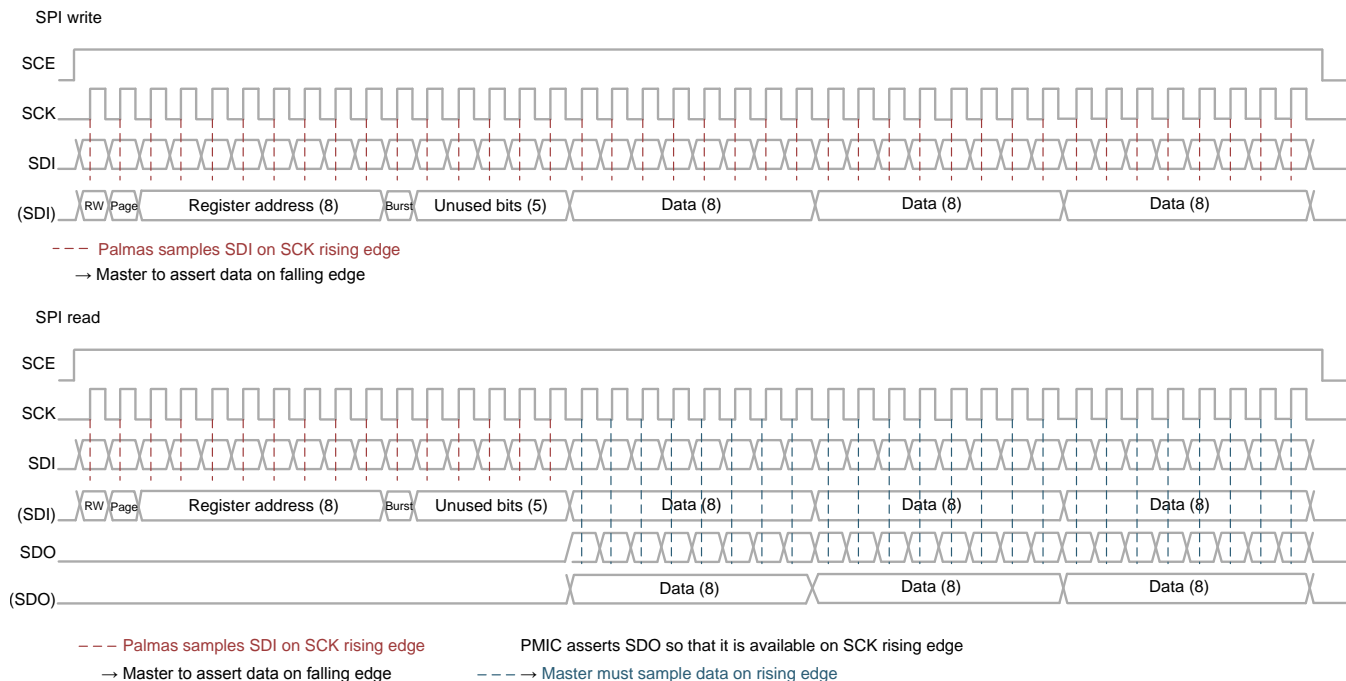 SPI write
SCE
SCK
SDI
(SDI) RW Page Register address (8) Burst Unused bits (5) Data (8) Data (8) Data (8)
Palmas samples SDI on SCK rising edge
→ Master to assert data on falling edge
SPI read
SCE
SCK
SDI
(SDI) RW Page Register address (8) Burst Unused bits (5) Data (8) Data (8) Data (8)
SDO
(SDO) Data (8) Data (8) Data (8)
Palmas samples SDI on SCK rising edge PMIC asserts SDO so that it is available on SCK rising edge
→ Master to assert data on falling edge → Master must sample data on rising edge